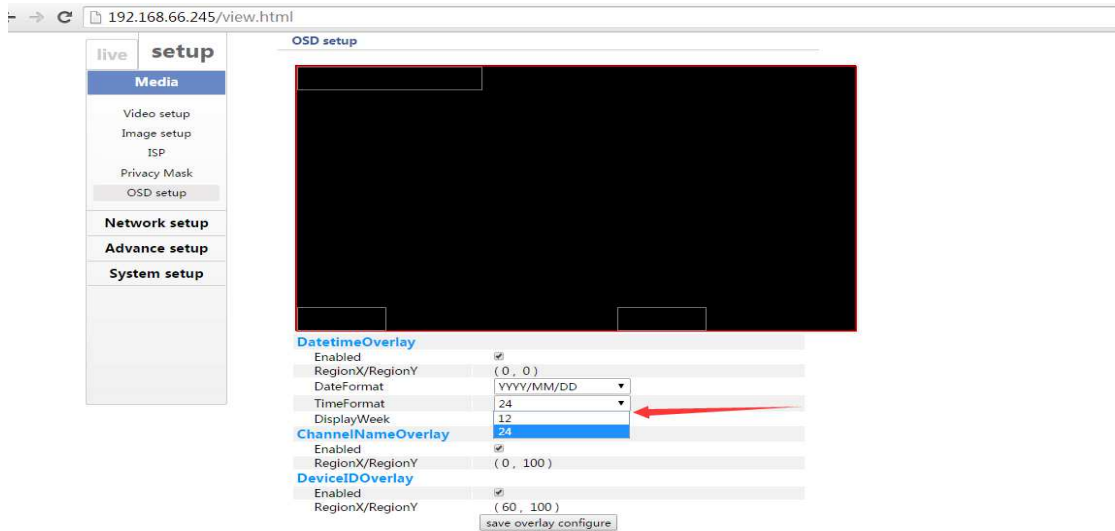 192.168.66.245/view.html
live
setup
Media
Video setup
Image setup
ISP
Privacy Mask
OSD setup
Network setup
Advance setup
System setup
OSD setup
DatetimeOverlay
Enabled
RegionX/RegionY ( 0 , 0 )
DateFormat YYYY/MM/DD
TimeFormat 24
12
DisplayWeek
24
ChannelNameOverlay
Enabled
RegionX/RegionY ( 0 , 100 )
DeviceIDOverlay
Enabled
RegionX/RegionY ( 60 , 100 )
save overlay configure